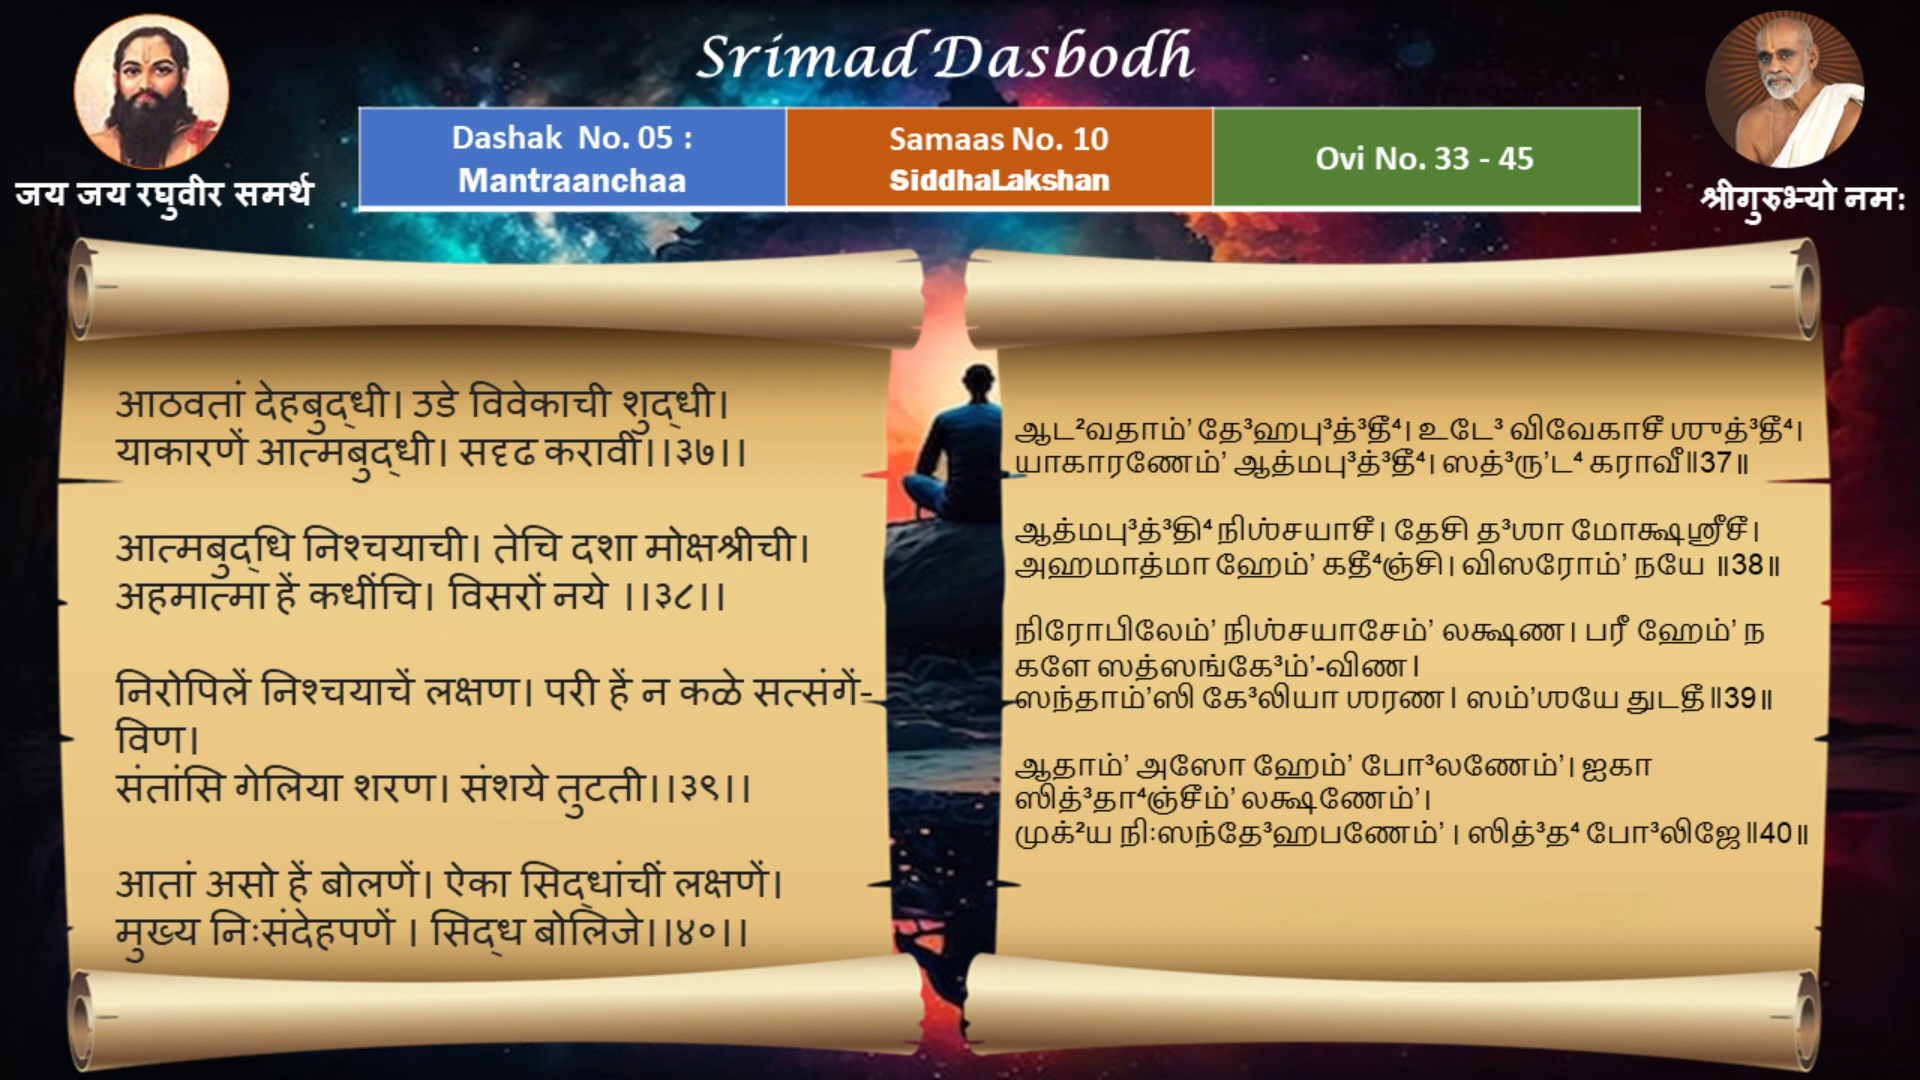 Srimad Dasbodh
Dashak No. 05 :
Mantraanchaa
Samaas No. 10
SiddhaLakshan
Ovi No. 33 - 45
जय जय रघुवीर समर्थ
श्रीगुरुभ्यो नमः
आठवतां देहबुद्धी। उडे विवेकाची शुद्धी।
याकारणें आत्मबुद्धी। सदृढ करावी।।३७।।
आत्मबुद्धि निश्चयाची। तेचि दशा मोक्षश्रीची।
अहमात्मा हें कधींचि। विसरों नये ।।३८।।
निरोपिलें निश्चयाचें लक्षण। परी हें न कळे सत्संगें-
विण।
संतांसि गेलिया शरण। संशये तुटती।।३९।।
आतां असो हें बोलणें। ऐका सिद्धांचीं लक्षणें।
मुख्य निःसंदेहपणें । सिद्ध बोलिजे।।४०।।
ஆட²வதாம்’ தே³ஹபு³த்³தீ⁴। உடே³ விவேகாசீ ஶுத்³தீ⁴।
யாகாரணேம்’ ஆத்மபு³த்³தீ⁴। ஸத்³ரு’ட⁴ கராவீ॥37॥
ஆத்மபு³த்³தி⁴ நிஶ்சயாசீ। தேசி த³ஶா மோக்ஷஶ்ரீசீ।
அஹமாத்மா ஹேம்’ கதீ⁴ஞ்சி। விஸரோம்’ நயே ॥38॥
நிரோபிலேம்’ நிஶ்சயாசேம்’ லக்ஷண। பரீ ஹேம்’ ந
களே ஸத்ஸங்கே³ம்’-விண।
ஸந்தாம்’ஸி கே³லியா ஶரண। ஸம்’ஶயே துடதீ॥39॥
ஆதாம்’ அஸோ ஹேம்’ போ³லணேம்’। ஐகா
ஸித்³தா⁴ஞ்சீம்’ லக்ஷணேம்’।
முக்²ய நி:ஸந்தே³ஹபணேம்’ । ஸித்³த⁴ போ³லிஜே॥40॥